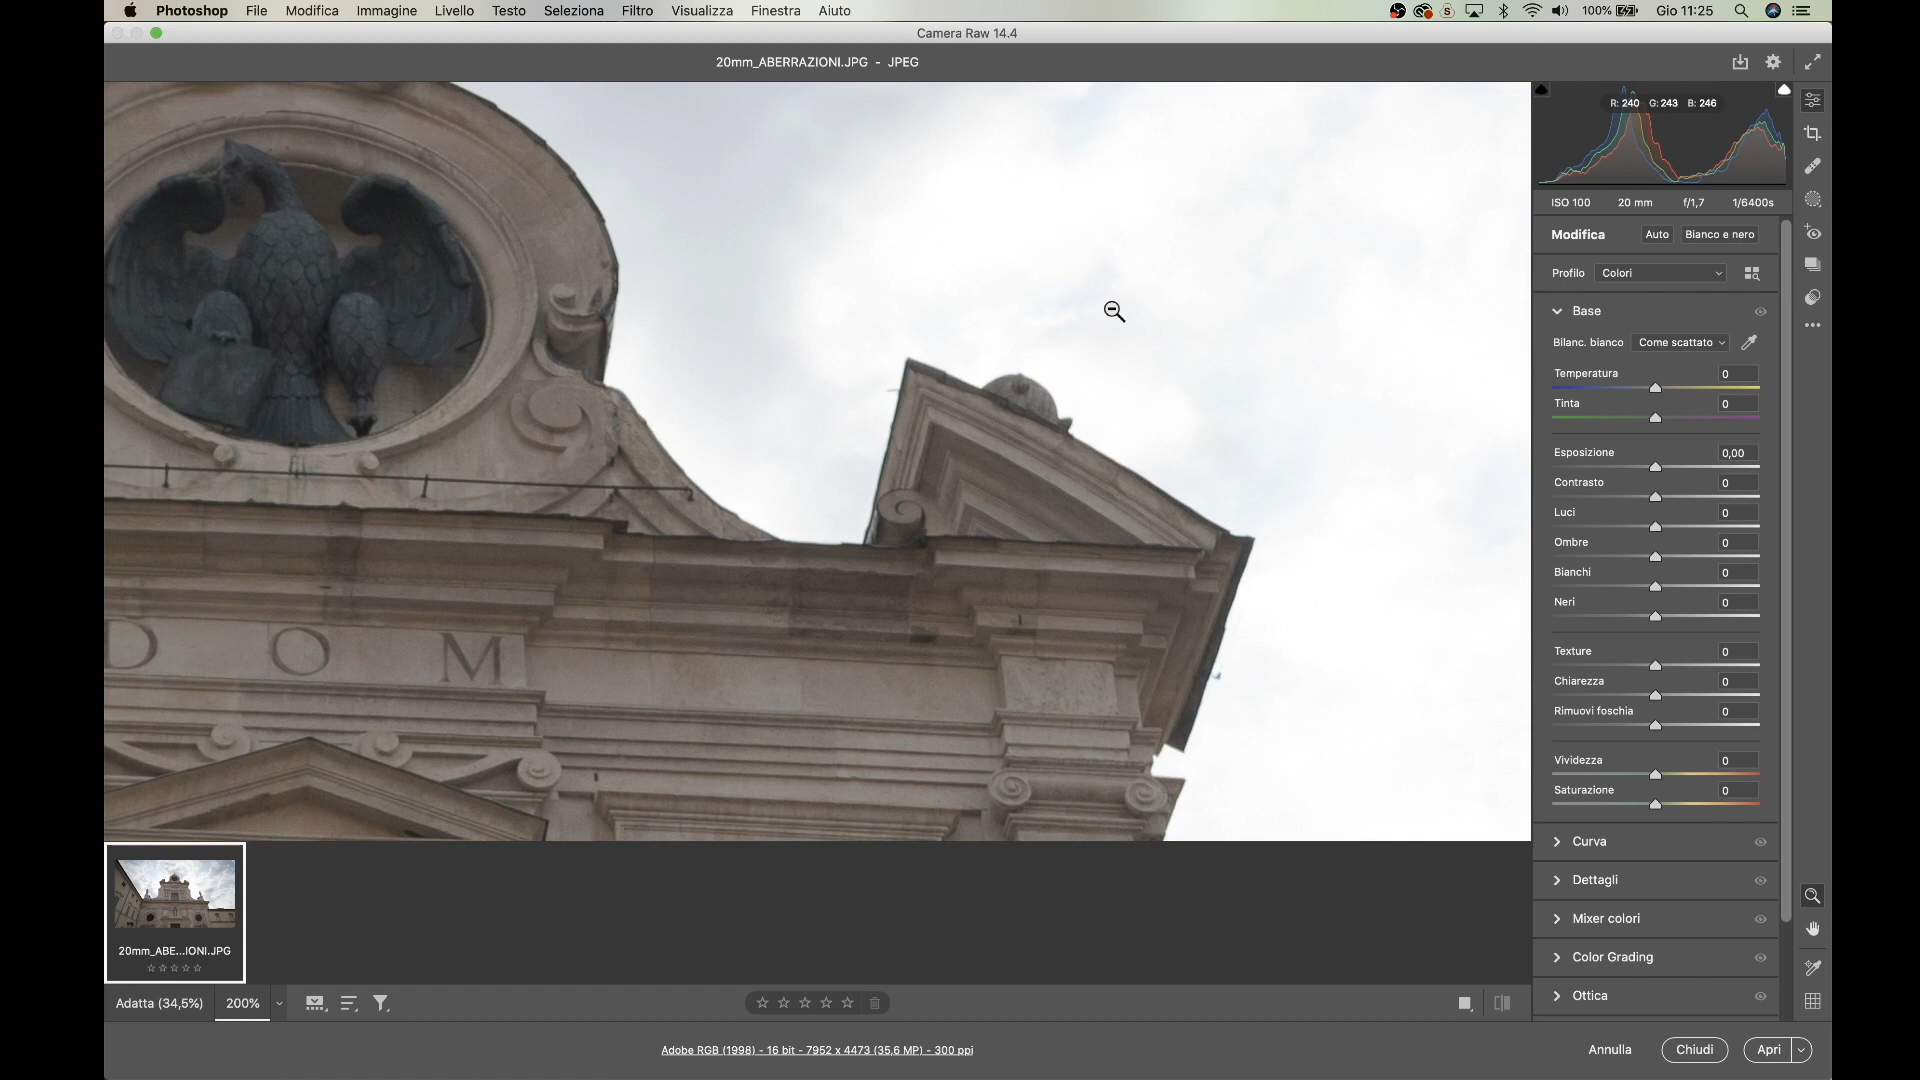 Photoshop File Modifica Immagine Livello Testo Seleziona Filtro Visualizza Finestra Aiuto 100% Gio 11:25
Camera Raw 14.4
20mm_ABERRAZIONI.JPG - JPEG
R: 240 G: 243 B: 246
ISO 100 20 mm f/1,7 1/6400s
Modifica Auto Bianco e nero
Profilo Colori
Base
Bilanc. bianco Come scattato
Temperatura 0
Tinta 0
Esposizione 0,00
Contrasto 0
Luci 0
Ombre 0
Bianchi 0
Neri 0
Texture 0
Chiarezza 0
Rimuovi foschia 0
Vividezza 0
Saturazione 0
Curva
Dettagli
Mixer colori
Color Grading
Ottica
D O M
20mm_ABE...IONI.JPG
Adatta (34,5%) 200%
Adobe RGB (1998) - 16 bit - 7952 x 4473 (35,6 MP) - 300 ppi
Annulla Chiudi Apri